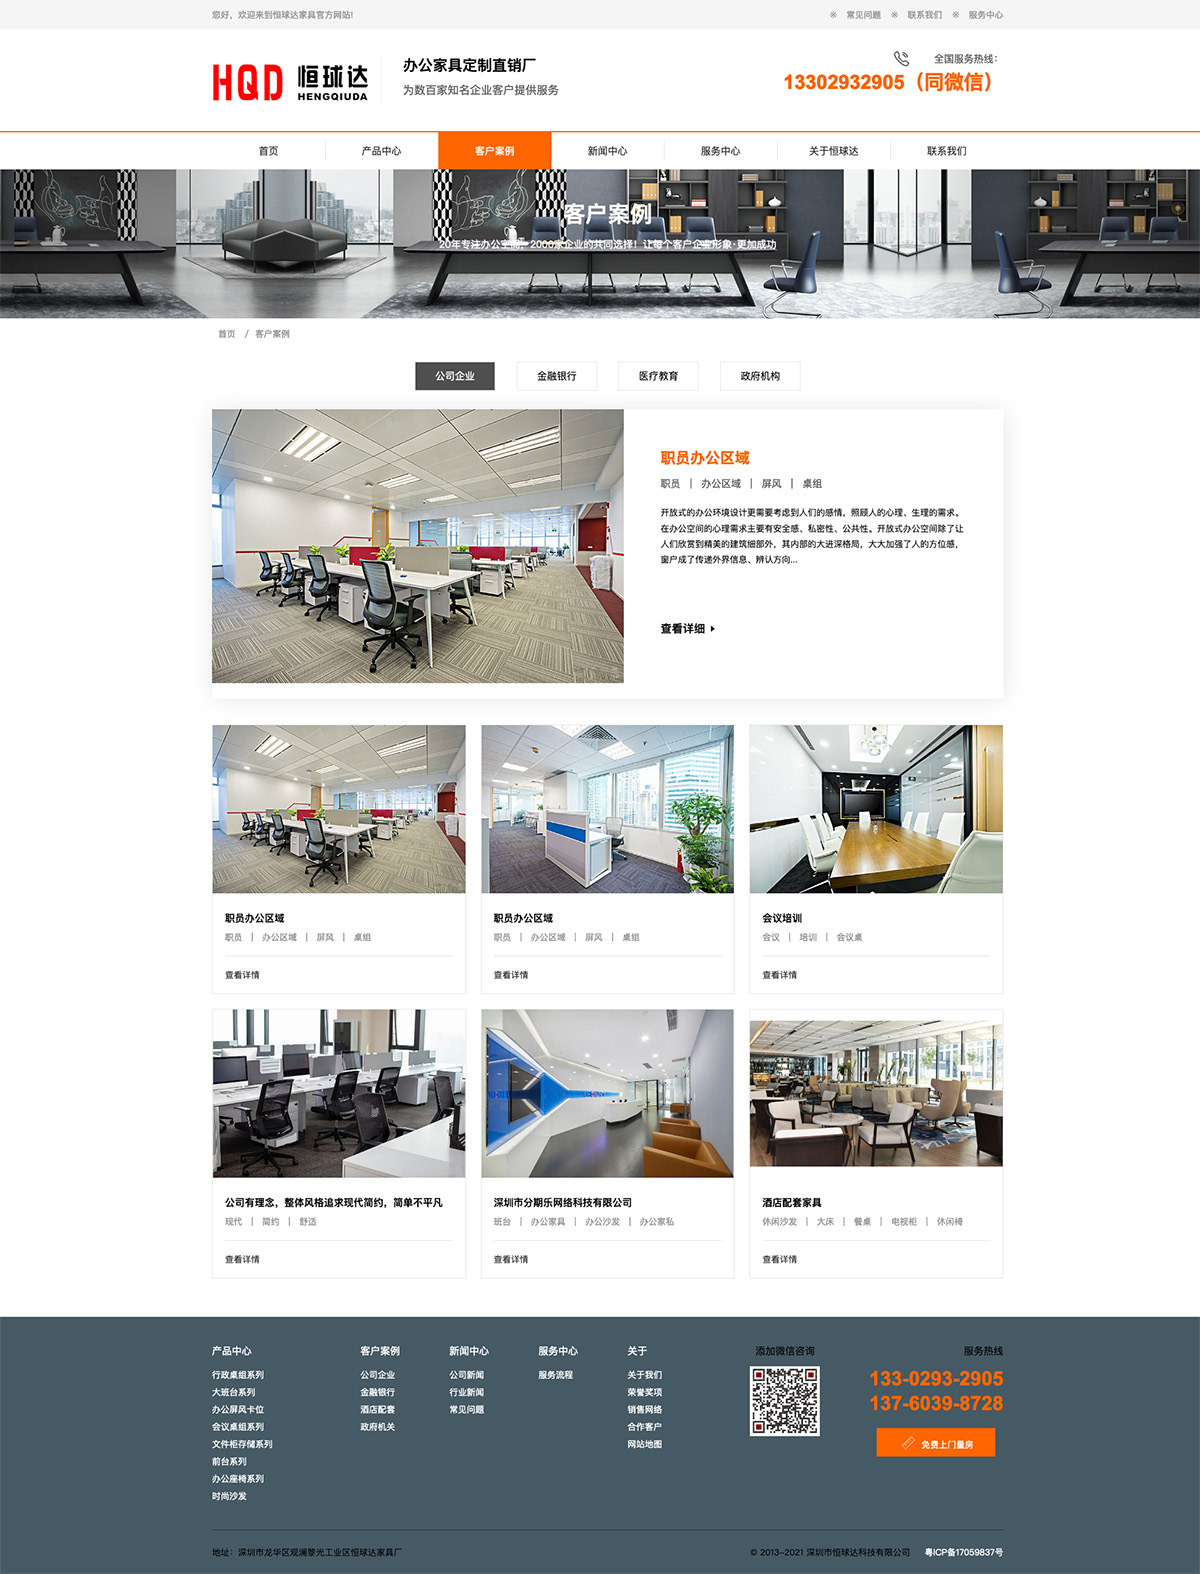 您好，欢迎来到恒球达家具官方网站!
※ 常见问题 ※ 联系我们 ※ 服务中心
HQD 恒球达
HENGQIUDA
办公家具定制直销厂
为数百家知名企业客户提供服务
全国服务热线：
13302932905（同微信）
首页 产品中心 客户案例 新闻中心 服务中心 关于恒球达 联系我们
客户案例
20年专注办公空间，2000家企业的共同选择！让每个客户企业形象·更加成功
首页 / 客户案例
公司企业 金融银行 医疗教育 政府机构
职员办公区域
职员 | 办公区域 | 屏风 | 桌组
开放式的办公环境设计更需要考虑到人们的感情，照顾人的心理、生理的需求。
在办公空间的心理需求主要有安全感、私密性、公共性。开放式办公空间除了让
人们欣赏到精美的建筑细部外，其内部的大进深格局，大大加强了人的方位感，
窗户成了传递外界信息、辨认方向...
查看详细
职员办公区域
职员 | 办公区域 | 屏风 | 桌组
查看详情
职员办公区域
职员 | 办公区域 | 屏风 | 桌组
查看详情
会议培训
会议 | 培训 | 会议桌
查看详情
公司有理念，整体风格追求现代简约，简单不平凡
现代 | 简约 | 舒适
查看详情
深圳市分期乐网络科技有限公司
班台 | 办公家具 | 办公沙发 | 办公家私
查看详情
酒店配套家具
休闲沙发 | 大床 | 餐桌 | 电视柜 | 休闲椅
查看详情
产品中心
行政桌组系列
大班台系列
办公屏风卡位
会议桌组系列
文件柜存储系列
前台系列
办公座椅系列
时尚沙发
客户案例
公司企业
金融银行
酒店配套
政府机关
新闻中心
公司新闻
行业新闻
常见问题
服务中心
服务流程
关于
关于我们
荣誉奖项
销售网络
合作客户
网站地图
添加微信咨询
服务热线
133-0293-2905
137-6039-8728
免费上门量房
地址：深圳市龙华区观澜黎光工业区恒球达家具厂
© 2013-2021 深圳市恒球达科技有限公司 粤ICP备17059837号